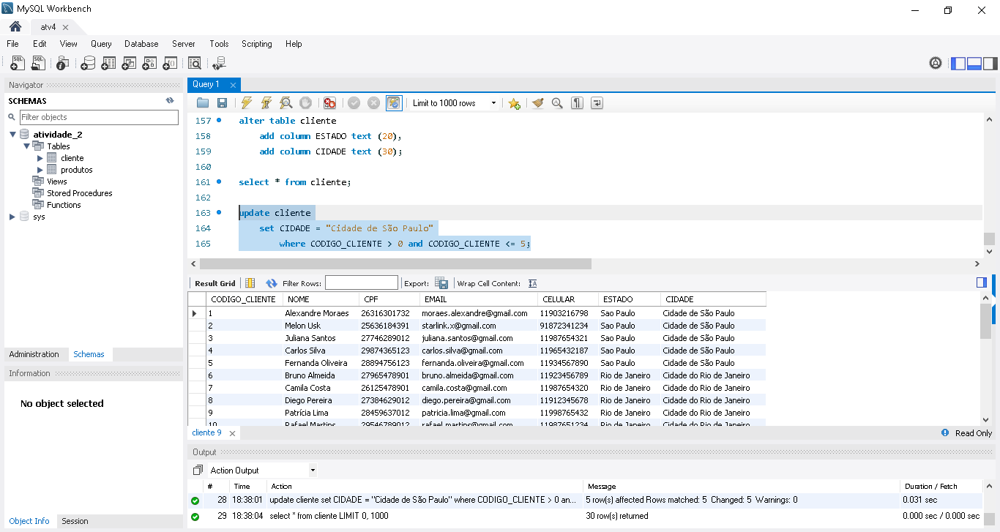 MySQL Workbench
atv4
File Edit View Query Database Server Tools Scripting Help
Navigator
SCHEMAS
Filter objects
atividade_2
Tables
cliente
produtos
Views
Stored Procedures
Functions
sys
Administration Schemas
Information
No object selected
Object Info Session
Query 1
Limit to 1000 rows
157 alter table cliente
158 add column ESTADO text (20),
159 add column CIDADE text (30);
160
161 select * from cliente;
162
163 update cliente
164 set CIDADE = "Cidade de São Paulo"
165 where CODIGO_CLIENTE > 0 and CODIGO_CLIENTE <= 5;
Result Grid Filter Rows: Export: Wrap Cell Content:
CODIGO_CLIENTE NOME CPF EMAIL CELULAR ESTADO CIDADE
1 Alexandre Moraes 26316301732 moraes.alexandre@gmail.com 11903216798 Sao Paulo Cidade de São Paulo
2 Melon Usk 25636184391 starlink.x@gmail.com 91872341234 Sao Paulo Cidade de São Paulo
3 Juliana Santos 27746289012 juliana.santos@gmail.com 11987654321 Sao Paulo Cidade de São Paulo
4 Carlos Silva 29874365123 carlos.silva@gmail.com 11965432187 Sao Paulo Cidade de São Paulo
5 Fernanda Oliveira 28894756123 fernanda.oliveira@gmail.com 11934567890 Sao Paulo Cidade de São Paulo
6 Bruno Almeida 27965478901 bruno.almeida@gmail.com 11923456789 Rio de Janeiro Cidade do Rio de Janeiro
7 Camila Costa 26125478901 camila.costa@gmail.com 11987654320 Rio de Janeiro Cidade do Rio de Janeiro
8 Diego Pereira 27384629012 diego.pereira@gmail.com 11912345678 Rio de Janeiro Cidade do Rio de Janeiro
9 Patrícia Lima 28459637012 patricia.lima@gmail.com 11998765432 Rio de Janeiro Cidade do Rio de Janeiro
10 Rafael Martins 29546789012 rafael.martins@gmail.com 11987651234 Rio de Janeiro Cidade do Rio de Janeiro
cliente 9
Read Only
Output
Action Output
# Time Action Message Duration / Fetch
28 18:38:01 update cliente set CIDADE = "Cidade de São Paulo" where CODIGO_CLIENTE > 0 an... 5 row(s) affected Rows matched: 5 Changed: 5 Warnings: 0 0.031 sec
29 18:38:04 select * from cliente LIMIT 0, 1000 30 row(s) returned 0.000 sec / 0.000 sec